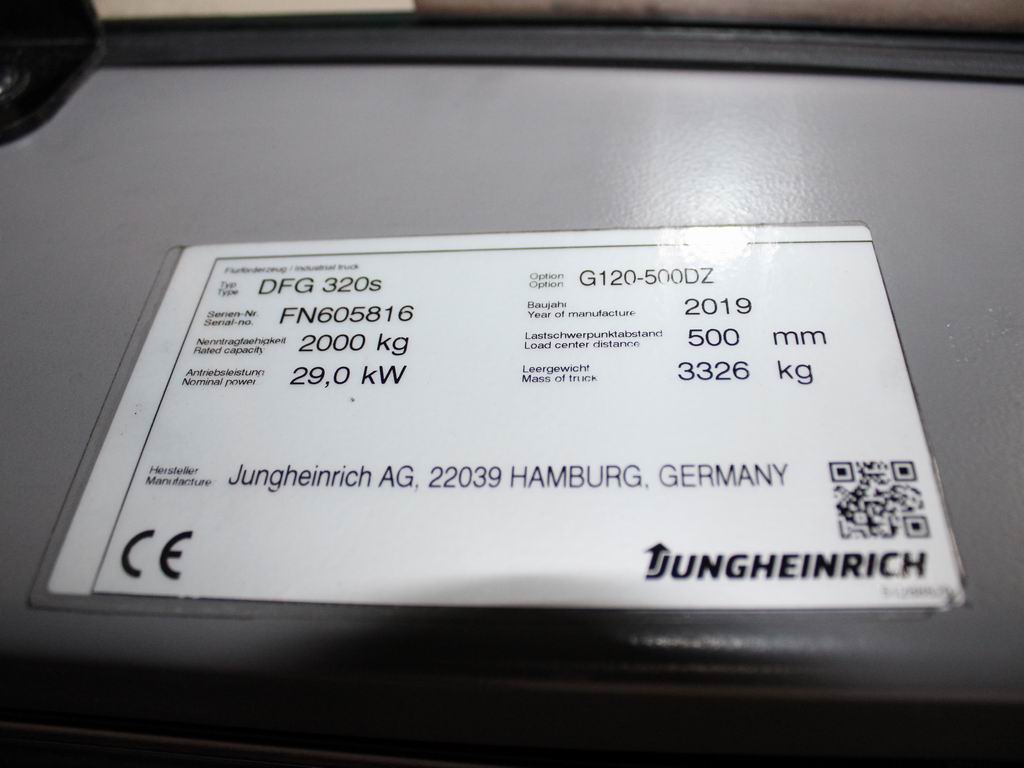 Flurförderzeug / Industrial truck
Typ
Type DFG 320s
Option
Option G120-500DZ
Serien-Nr.
Serial-no. FN605816
Baujahr
Year of manufacture 2019
Nenntragfaehigkeit
Rated capacity 2000 kg
Lastschwerpunktabstand
Load center distance 500 mm
Antriebsleistung
Nominal power 29,0 kW
Leergewicht
Mass of truck 3326 kg
Hersteller
Manufacture Jungheinrich AG, 22039 HAMBURG, GERMANY
CE
JUNGHEINRICH